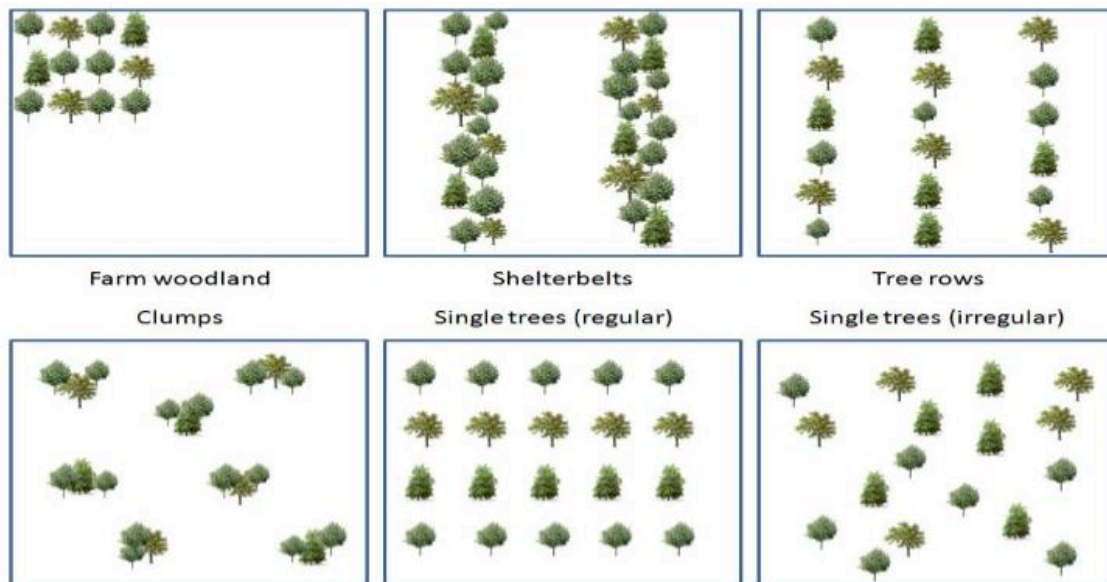 Farm woodland
Shelterbelts
Tree rows
Clumps
Single trees (regular)
Single trees (irregular)